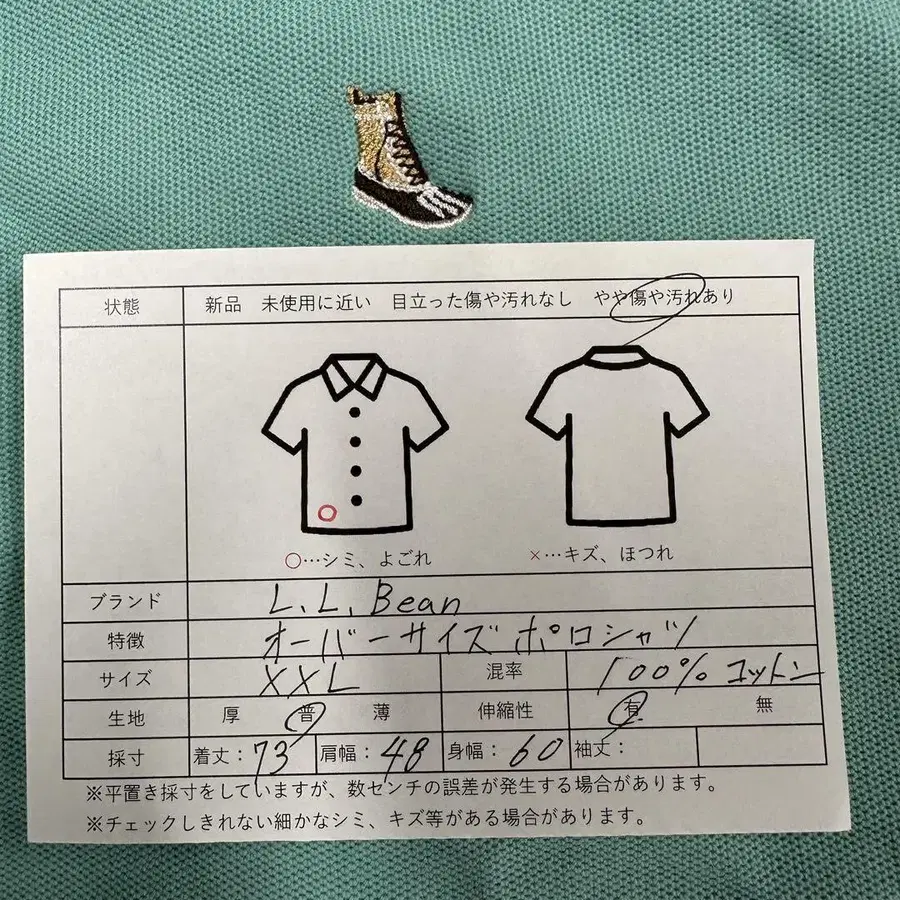 状態 新品 未使用に近い 目立った傷や汚れなし やや傷や汚れあり
○…シミ、よごれ ×…キズ、ほつれ
ブランド L.L.Bean
特徴 オーバーサイズ ポロシャツ
サイズ XXL 混率 100% コットン
生地 厚 普 薄 伸縮性 有 無
採寸 着丈：73 肩幅：48 身幅：60 袖丈：
※平置き採寸をしていますが、数センチの誤差が発生する場合があります。
※チェックしきれない細かなシミ、キズ等がある場合があります。